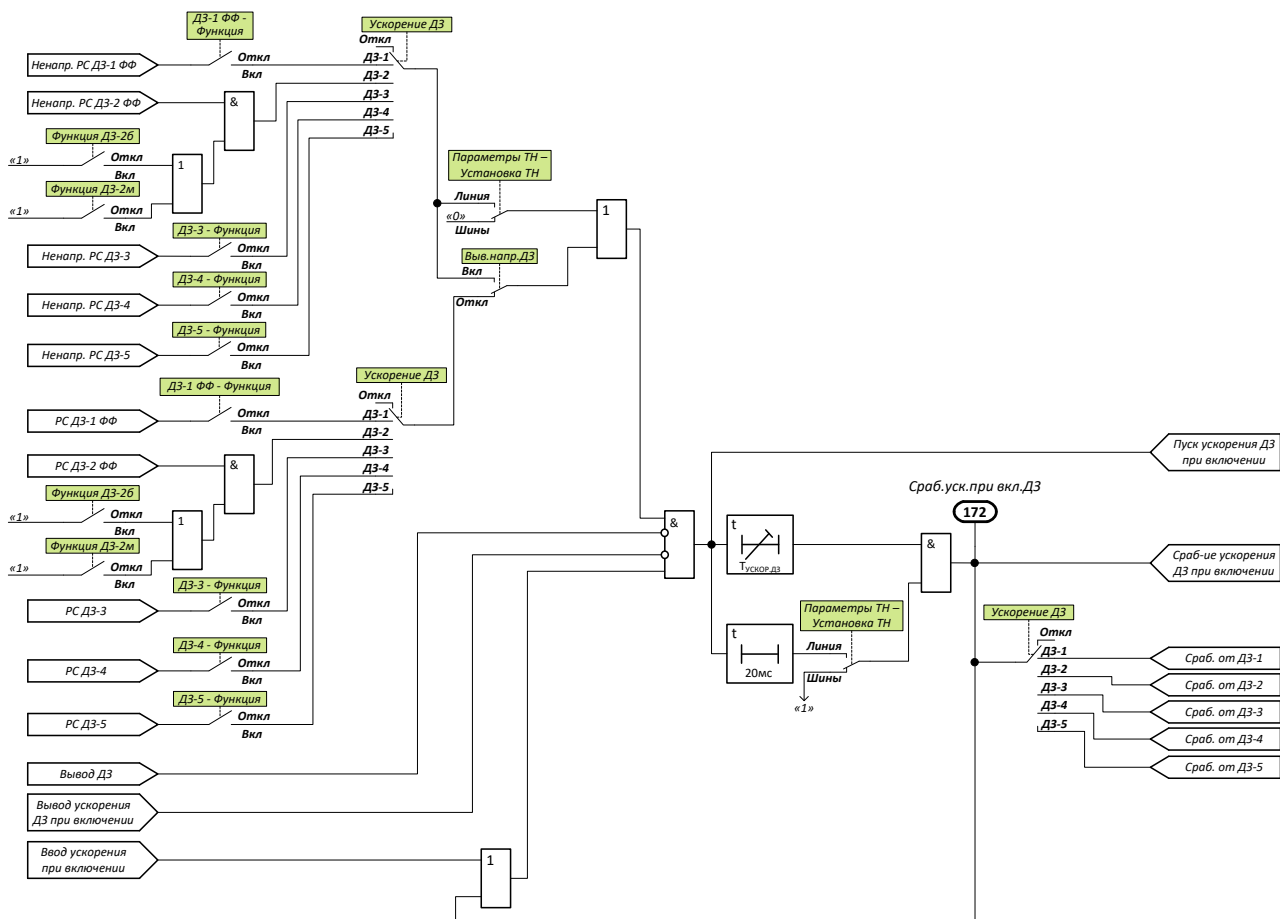 ДЗ-1 ФФ -
Функция
Ускорение ДЗ
Откл
Ненапр. РС ДЗ-1 ФФ
Откл
Вкл
ДЗ-1
ДЗ-2
ДЗ-3
ДЗ-4
ДЗ-5
Ненапр. РС ДЗ-2 ФФ
&
Функция ДЗ-2б
«1»
Откл
Вкл
1
Функция ДЗ-2м
«1»
Откл
Вкл
Параметры ТН –
Установка ТН
Линия
«0»
Шины
1
ДЗ-3 - Функция
Ненапр. РС ДЗ-3
Откл
Вкл
Выв.напр.ДЗ
Вкл
Откл
ДЗ-4 - Функция
Ненапр. РС ДЗ-4
Откл
Вкл
ДЗ-5 - Функция
Ненапр. РС ДЗ-5
Откл
Вкл
ДЗ-1 ФФ - Функция
Ускорение ДЗ
Откл
РС ДЗ-1 ФФ
Откл
Вкл
ДЗ-1
ДЗ-2
ДЗ-3
ДЗ-4
ДЗ-5
РС ДЗ-2 ФФ
&
Функция ДЗ-2б
«1»
Откл
Вкл
1
Функция ДЗ-2м
«1»
Откл
Вкл
ДЗ-3 - Функция
РС ДЗ-3
Откл
Вкл
ДЗ-4 - Функция
РС ДЗ-4
Откл
Вкл
ДЗ-5 - Функция
РС ДЗ-5
Откл
Вкл
Вывод ДЗ
Вывод ускорения
ДЗ при включении
Ввод ускорения
при включении
1
&
Пуск ускорения ДЗ
при включении
Сраб.уск.при вкл.ДЗ
172
t
TУСКОР.ДЗ
&
Сраб-ие ускорения
ДЗ при включении
t
20мс
Параметры ТН –
Установка ТН
Линия
Шины
«1»
Ускорение ДЗ
Откл
ДЗ-1
ДЗ-2
ДЗ-3
ДЗ-4
ДЗ-5
Сраб. от ДЗ-1
Сраб. от ДЗ-2
Сраб. от ДЗ-3
Сраб. от ДЗ-4
Сраб. от ДЗ-5